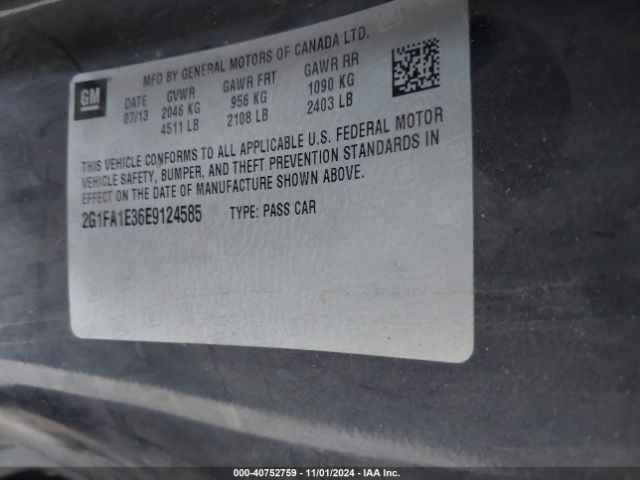 MFD BY GENERAL MOTORS OF CANADA LTD.
GM
DATE GVWR GAWR FRT GAWR RR
07/13 2046 KG 956 KG 1090 KG
4511 LB 2108 LB 2403 LB
THIS VEHICLE CONFORMS TO ALL APPLICABLE U.S. FEDERAL MOTOR
VEHICLE SAFETY, BUMPER, AND THEFT PREVENTION STANDARDS IN
EFFECT ON THE DATE OF MANUFACTURE SHOWN ABOVE.
2G1FA1E36E9124585 TYPE: PASS CAR
000-40752759 - 11/01/2024 - IAA Inc.